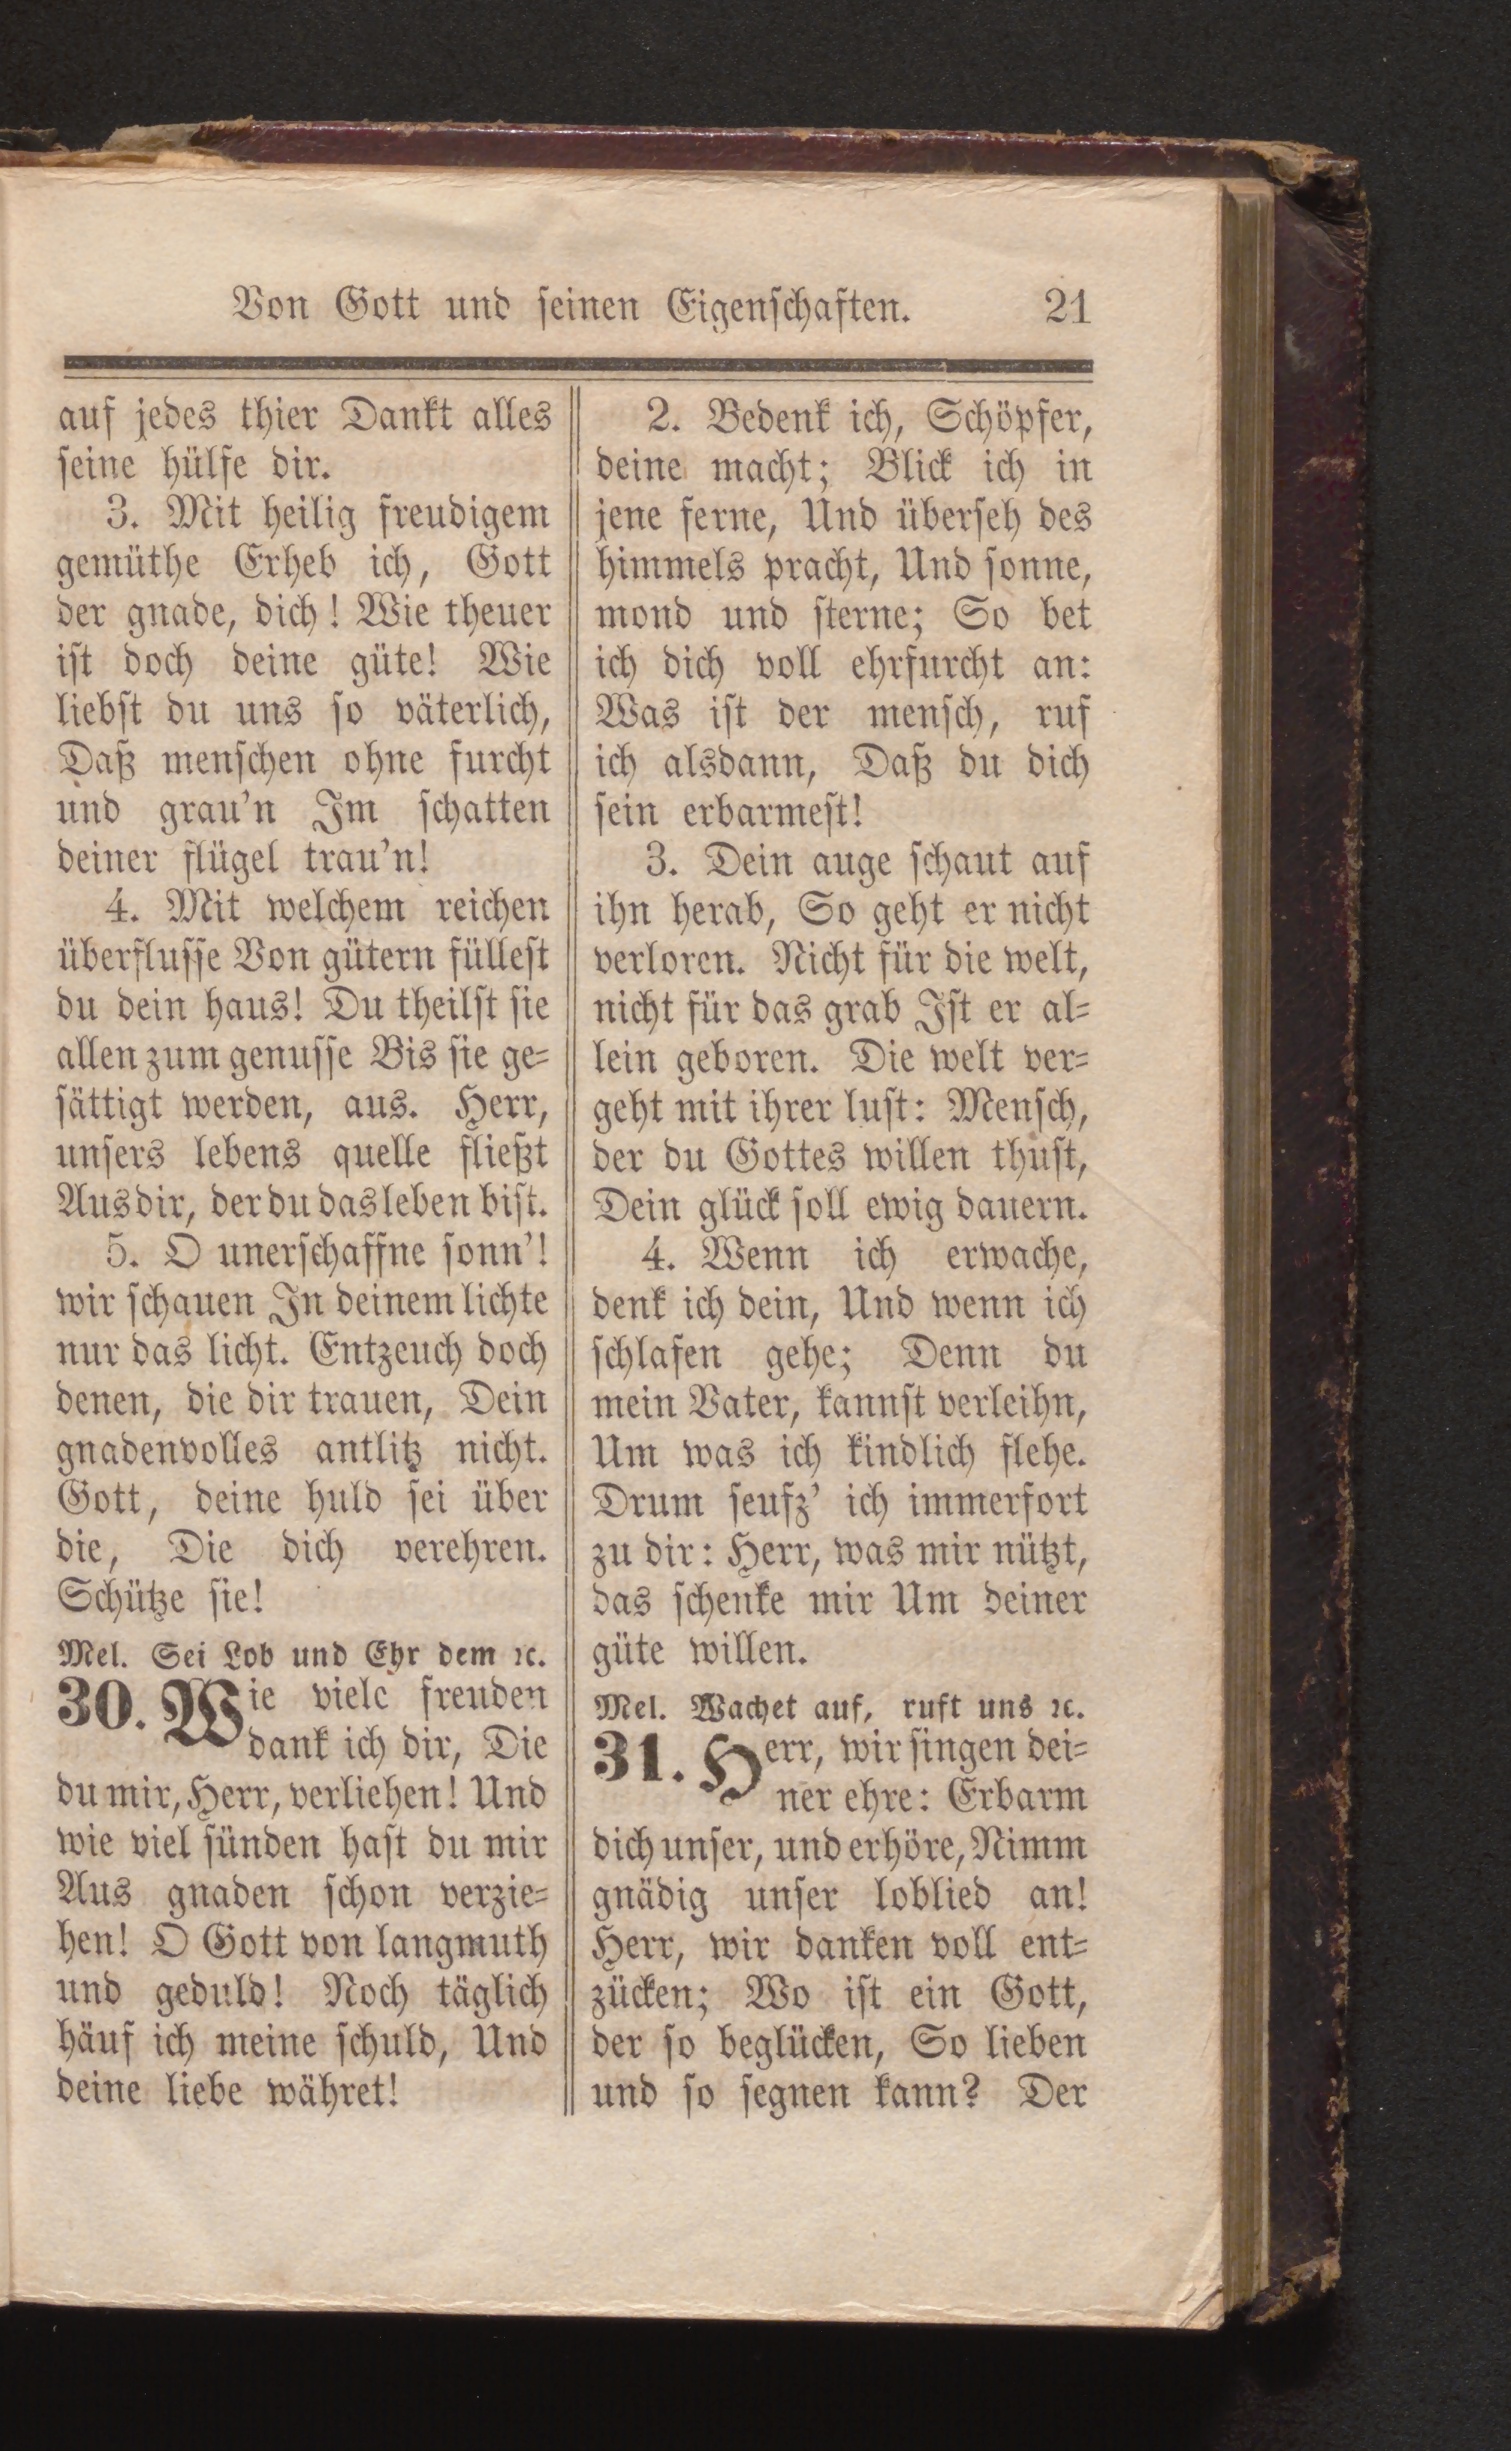 Von Gott und seinen Eigenschaften. 21
auf jedes thier Dankt alles
seine hülfe dir.
3. Mit heilig freudigem
gemüthe Erheb ich, Gott
der gnade, dich! Wie theuer
ist doch deine güte! Wie
liebst du uns so väterlich,
Daß menschen ohne furcht
und grau'n Im schatten
deiner flügel trau'n!
4. Mit welchem reichen
überflusse Von gütern füllest
du dein haus! Du theilst sie
allen zum genusse Bis sie ge-
sättigt werden, aus. Herr,
unsers lebens quelle fließt
Aus dir, der du das leben bist.
5. O unerschaffne sonn'!
wir schauen In deinem lichte
nur das licht. Entzeuch doch
denen, die dir trauen, Dein
gnadenvolles antlitz nicht.
Gott, deine huld sei über
die, Die dich verehren.
Schütze sie!
Mel. Sei Lob und Ehr dem ꝛc.
30. Wie viele freuden
dank ich dir, Die
du mir, Herr, verliehen! Und
wie viel sünden hast du mir
Aus gnaden schon verzie-
hen! O Gott von langmuth
und geduld! Noch täglich
häuf ich meine schuld, Und
deine liebe währet!
2. Bedenk ich, Schöpfer,
deine macht; Blick ich in
jene ferne, Und überseh des
himmels pracht, Und sonne,
mond und sterne; So bet
ich dich voll ehrfurcht an:
Was ist der mensch, ruf
ich alsdann, Daß du dich
sein erbarmest!
3. Dein auge schaut auf
ihn herab, So geht er nicht
verloren. Nicht für die welt,
nicht für das grab Ist er al-
lein geboren. Die welt ver-
geht mit ihrer lust: Mensch,
der du Gottes willen thust,
Dein glück soll ewig dauern.
4. Wenn ich erwache,
denk ich dein, Und wenn ich
schlafen gehe; Denn du
mein Vater, kannst verleihn,
Um was ich kindlich flehe.
Drum seufz' ich immerfort
zu dir: Herr, was mir nützt,
das schenke mir Um deiner
güte willen.
Mel. Wachet auf, ruft uns ꝛc.
31. Herr, wir singen dei-
ner ehre: Erbarm
dich unser, und erhöre, Nimm
gnädig unser loblied an!
Herr, wir danken voll ent-
zücken; Wo ist ein Gott,
der so beglücken, So lieben
und so segnen kann? Der